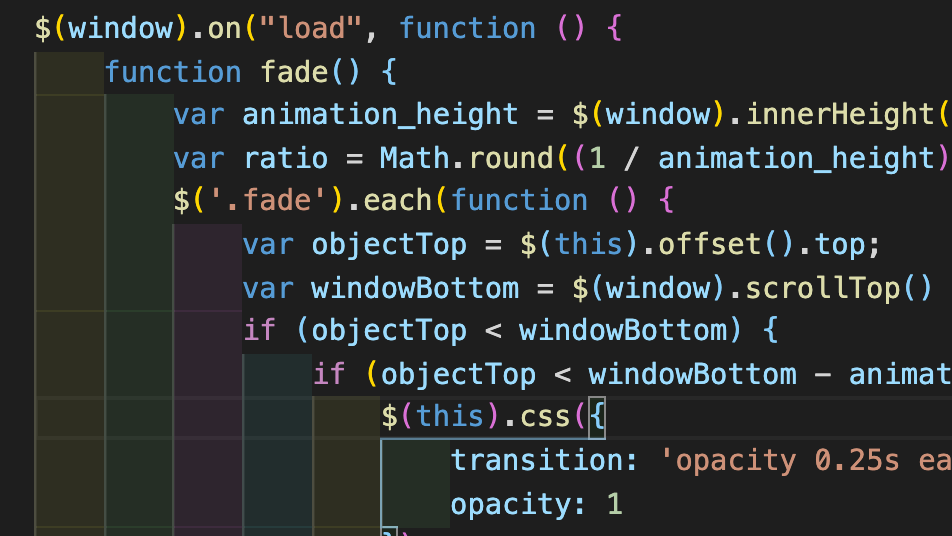 $(window).on("load", function () {
function fade() {
var animation_height = $(window).innerHeight(
var ratio = Math.round((1 / animation_height)
$('.fade').each(function () {
var objectTop = $(this).offset().top;
var windowBottom = $(window).scrollTop()
if (objectTop < windowBottom) {
if (objectTop < windowBottom - animat
$(this).css({
transition: 'opacity 0.25s ea
opacity: 1
})